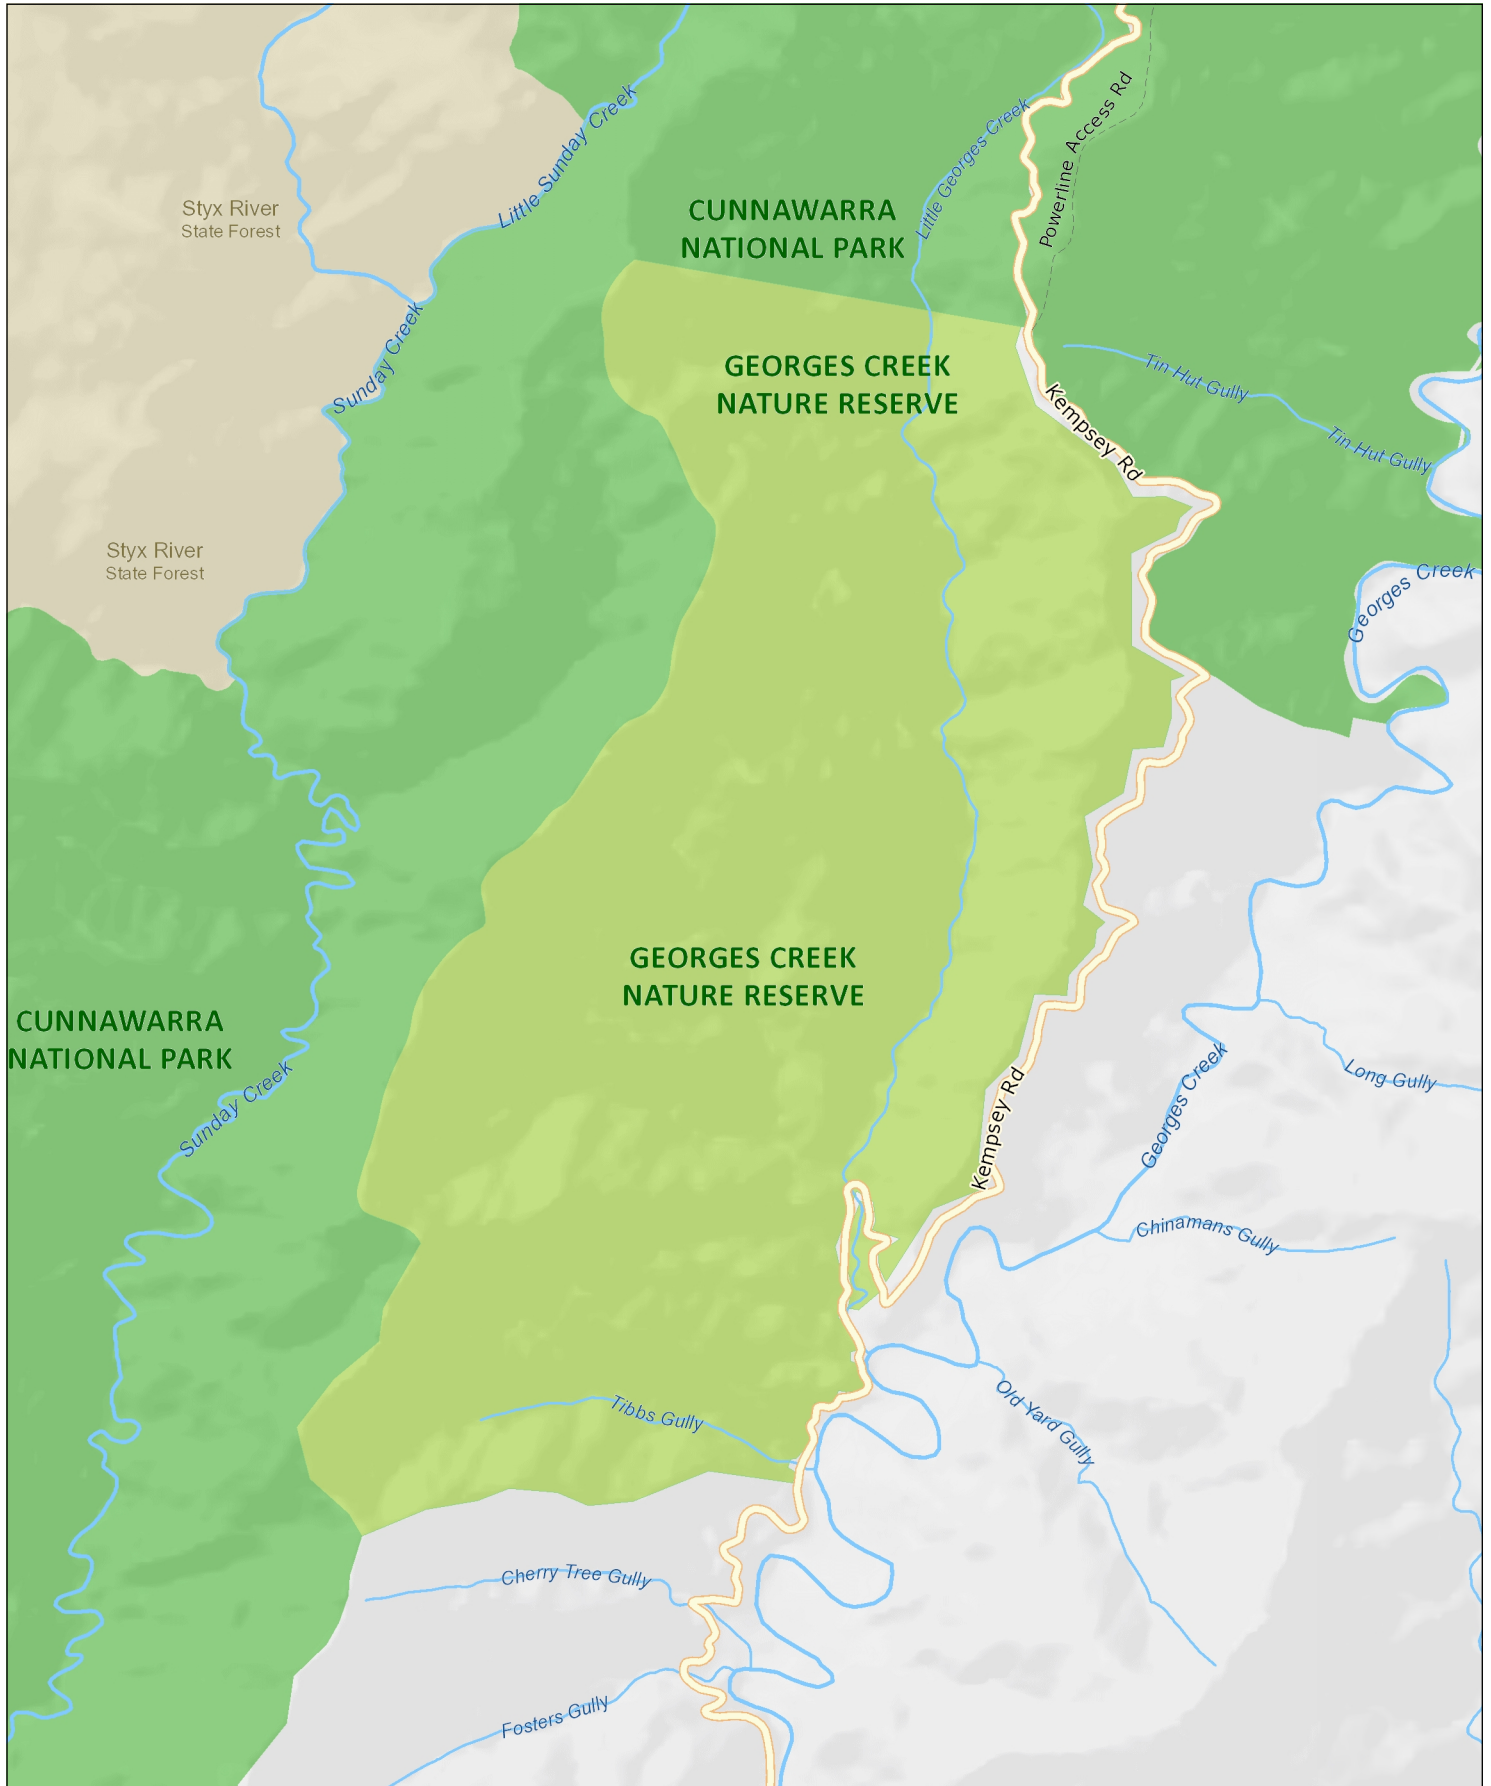 Little Sunday Creek
Little Georges Creek
Powerline Access Rd
Styx River
State Forest
CUNNAWARRA
NATIONAL PARK
Sunday Creek
GEORGES CREEK
NATURE RESERVE
Tin Hut Gully
Kempsey Rd
Tin Hut Gully
Styx River
State Forest
Georges Creek
GEORGES CREEK
NATURE RESERVE
CUNNAWARRA
NATIONAL PARK
Sunday Creek
Georges Creek
Long Gully
Kempsey Rd
Chinamans Gully
Tibbs Gully
Old Yard Gully
Cherry Tree Gully
Fosters Gully